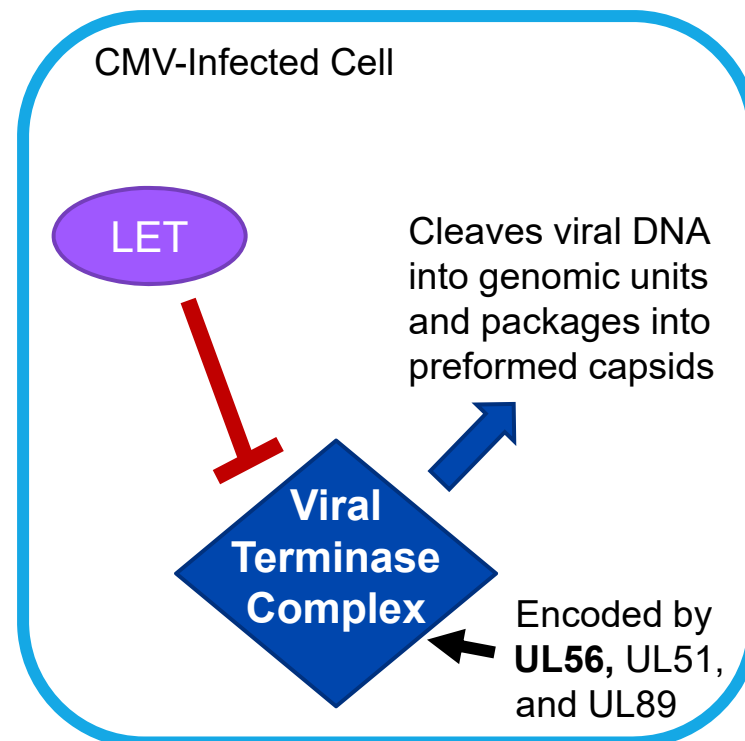 CMV-Infected Cell
LET
Cleaves viral DNA
into genomic units
and packages into
preformed capsids
Viral
Terminase
Complex
Encoded by
UL56, UL51,
and UL89